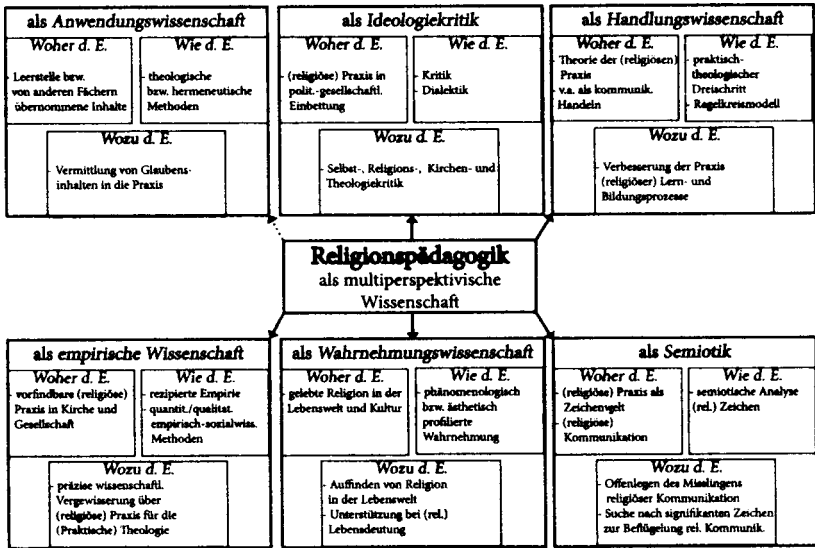 als Anwendungswissenschaft
Woher d. E.
- Leerstelle bzw.
von anderen Fächern
übernommene Inhalte
Wie d. E.
- theologische
bzw. hermeneutische
Methoden
Wozu d. E.
- Vermittlung von Glaubens-
inhalten in die Praxis
als Ideologiekritik
Woher d. E.
- (religiöse) Praxis in
polit.-gesellschaftl.
Einbettung
Wie d. E.
- Kritik
- Dialektik
Wozu d. E.
- Selbst-, Religions-, Kirchen- und
Theologiekritik
als Handlungswissenschaft
Woher d. E.
- Theorie der (religiösen)
Praxis
v.a. als kommunik.
Handeln
Wie d. E.
- praktisch-
theologischer
Dreischritt
- Regelkreismodell
Wozu d. E.
- Verbesserung der Praxis
(religiöser) Lern- und
Bildungsprozesse
Religionspädagogik
als multiperspektivische
Wissenschaft
als empirische Wissenschaft
Woher d. E.
- vorfindbare (religiöse)
Praxis in Kirche und
Gesellschaft
Wie d. E.
- rezipierte Empirie
- quantit./qualitat.
empirisch-sozialwiss.
Methoden
Wozu d. E.
- präzise wissenschaftl.
Vergewisserung über
(religiöse) Praxis für die
(Praktische) Theologie
als Wahrnehmungswissenschaft
Woher d. E.
- gelebte Religion in der
Lebenswelt und Kultur
Wie d. E.
- phänomenologisch
bzw. ästhetisch
profilierte
Wahrnehmung
Wozu d. E.
- Auffinden von Religion
in der Lebenswelt
- Unterstützung bei (rel.)
Lebensdeutung
als Semiotik
Woher d. E.
- (religiöse) Praxis als
Zeichenwelt
- (religiöse)
Kommunikation
Wie d. E.
- semiotische Analyse
(rel.) Zeichen
Wozu d. E.
- Offenlegen des Misslingens
religiöser Kommunikation
- Suche nach signifikanten Zeichen
zur Beflügelung rel. Kommunik.